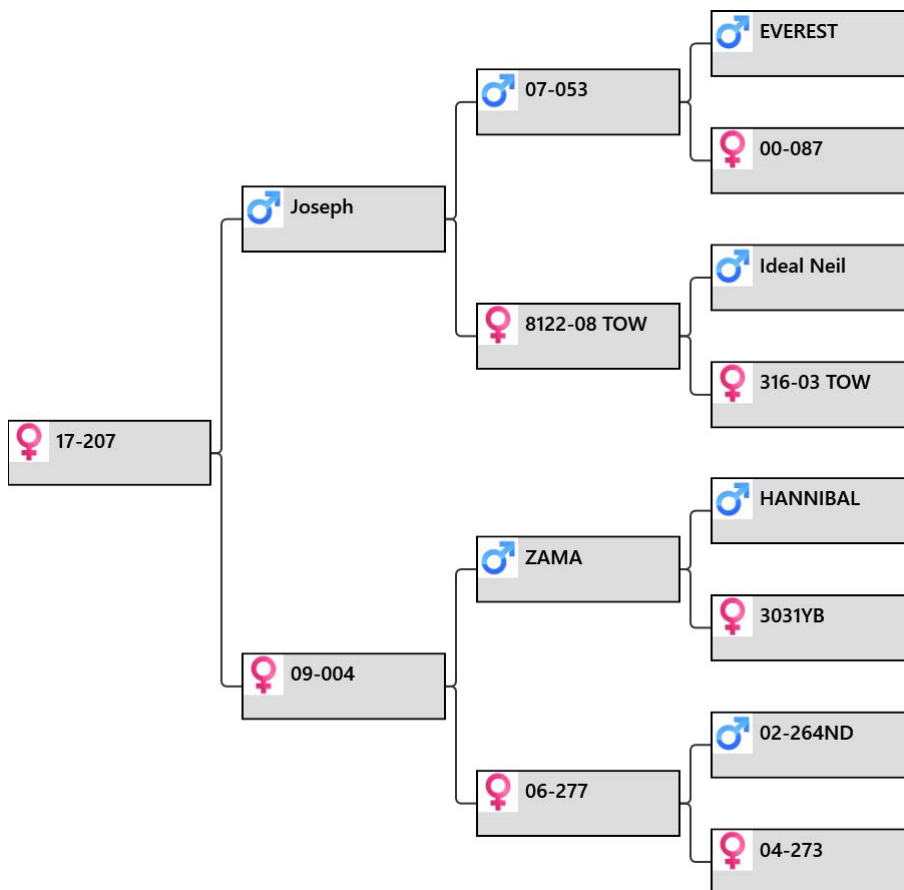 EVEREST
07-053
00-087
Joseph
Ideal Neil
8122-08 TOW
316-03 TOW
17-207
HANNIBAL
ZAMA
3031YB
09-004
02-264ND
06-277
04-273